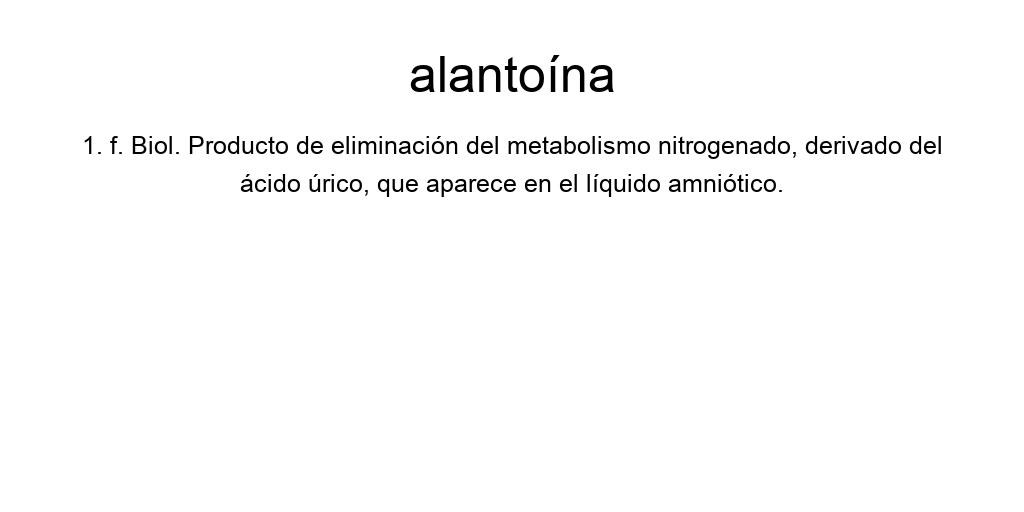 alantoína
1. f. Biol. Producto de eliminación del metabolismo nitrogenado, derivado del
ácido úrico, que aparece en el líquido amniótico.